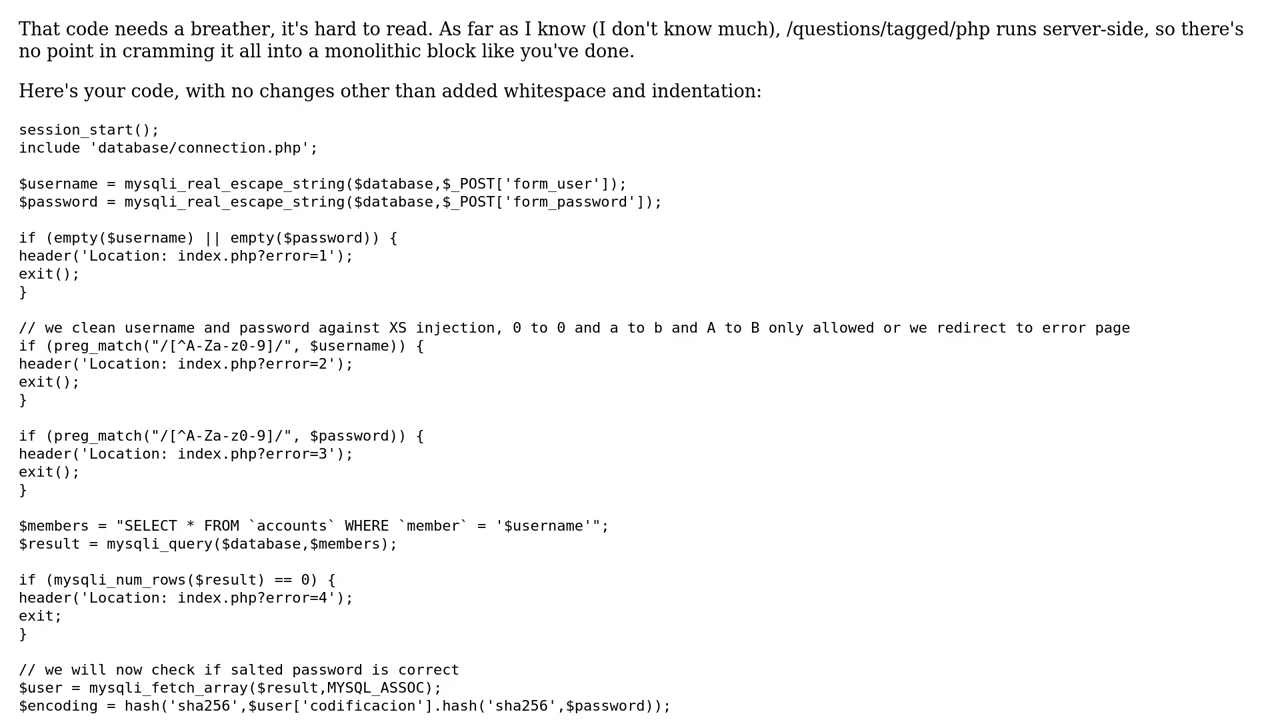 That code needs a breather, it's hard to read. As far as I know (I don't know much), /questions/tagged/php runs server-side, so there's
no point in cramming it all into a monolithic block like you've done.
Here's your code, with no changes other than added whitespace and indentation:
session_start();
include 'database/connection.php';
$username = mysqli_real_escape_string($database,$_POST['form_user']);
$password = mysqli_real_escape_string($database,$_POST['form_password']);
if (empty($username) || empty($password)) {
header('Location: index.php?error=1');
exit();
}
// we clean username and password against XS injection, 0 to 0 and a to b and A to B only allowed or we redirect to error page
if (preg_match("/[^A-Za-z0-9]/", $username)) {
header('Location: index.php?error=2');
exit();
}
if (preg_match("/[^A-Za-z0-9]/", $password)) {
header('Location: index.php?error=3');
exit();
}
$members = "SELECT * FROM `accounts` WHERE `member` = '$username'";
$result = mysqli_query($database,$members);
if (mysqli_num_rows($result) == 0) {
header('Location: index.php?error=4');
exit;
}
// we will now check if salted password is correct
$user = mysqli_fetch_array($result,MYSQL_ASSOC);
$encoding = hash('sha256',$user['codificacion'].hash('sha256',$password));